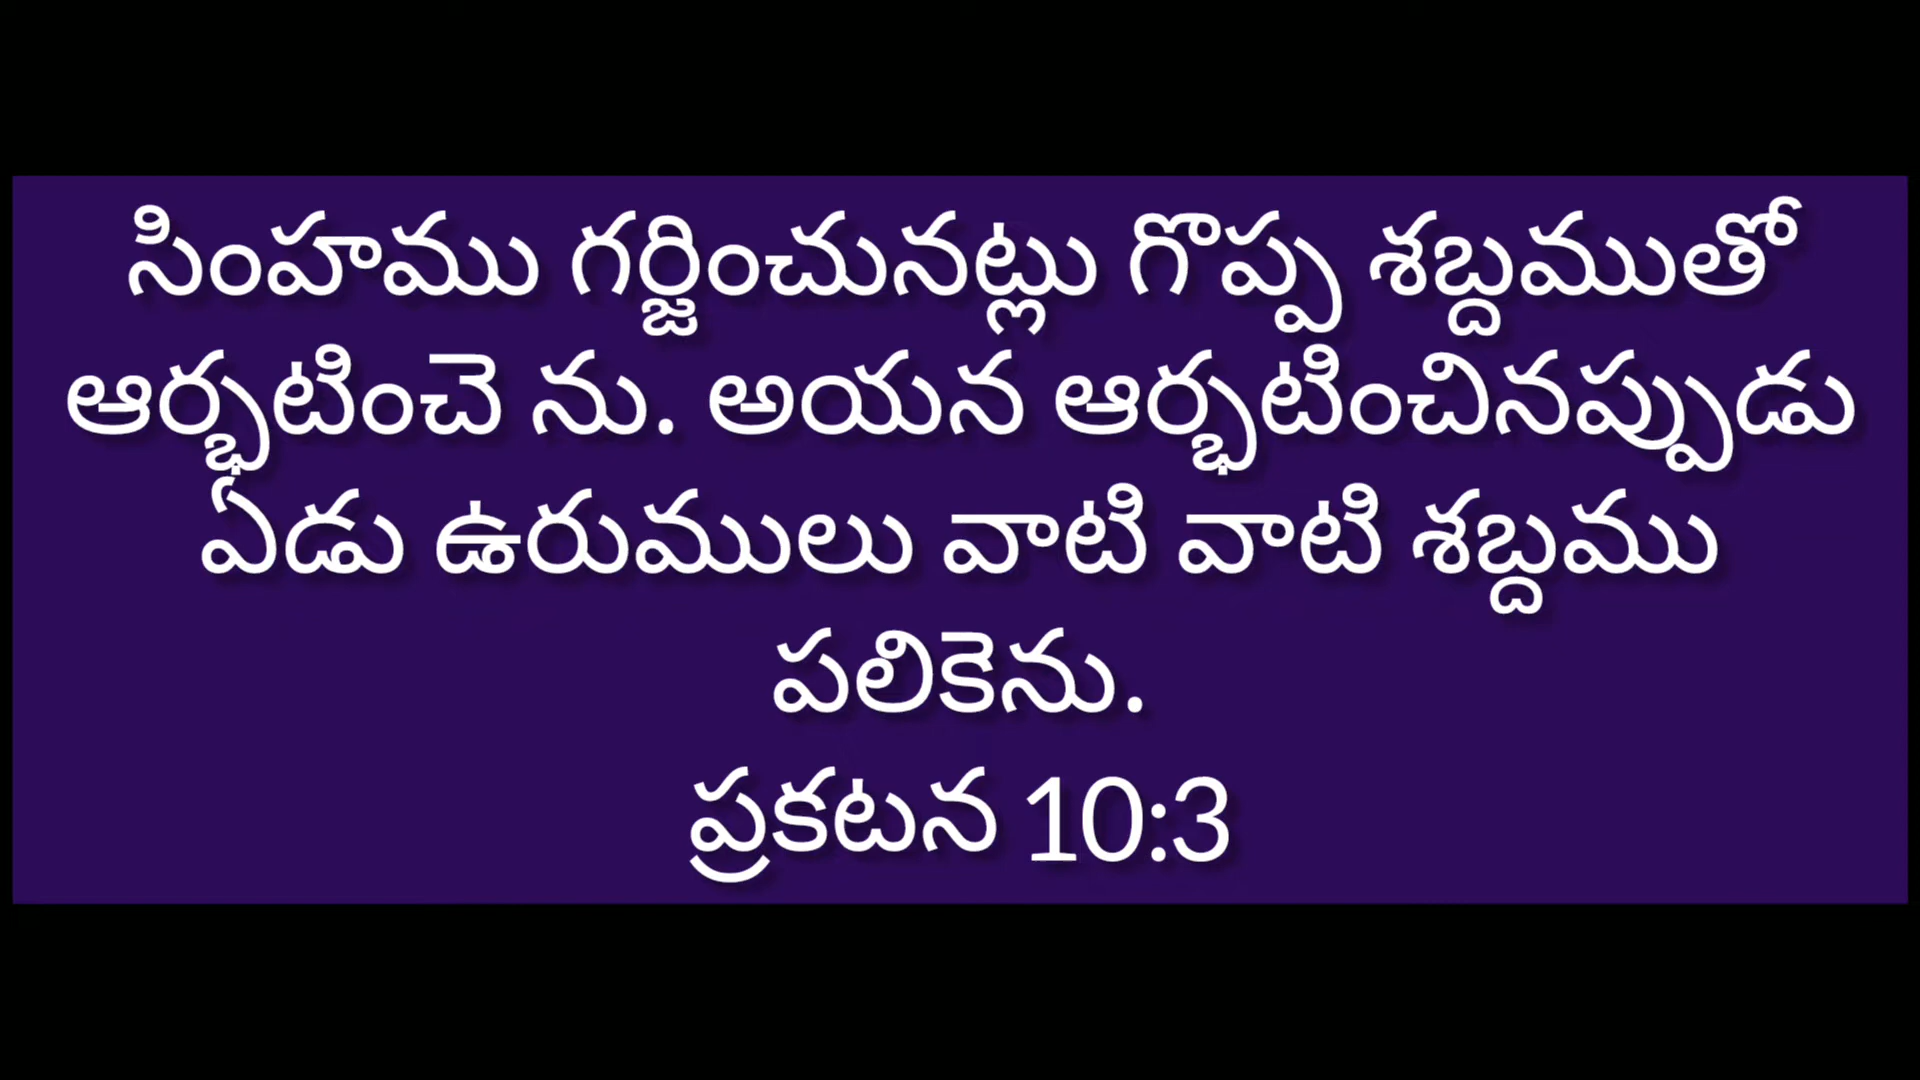 సింహము గర్జించునట్లు గొప్ప శబ్దముతో
ఆర్భటించె ను. అయన ఆర్భటించినప్పుడు
ఏడు ఉరుములు వాటి వాటి శబ్దము
పలికెను.
ప్రకటన 10:3